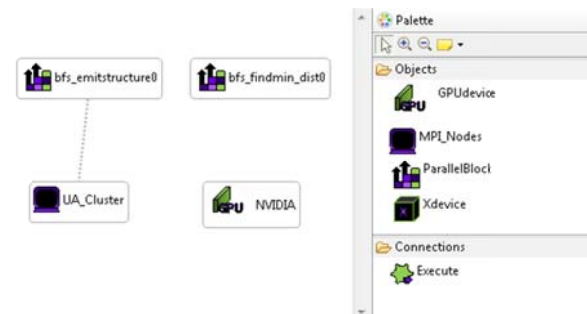 bfs_emitstructure0
bfs_findmin_dist0
UA_Cluster
GPU NVIDIA
Palette
Objects
GPU GPUdevice
MPI_Nodes
ParallelBlock
X Xdevice
Connections
Execute